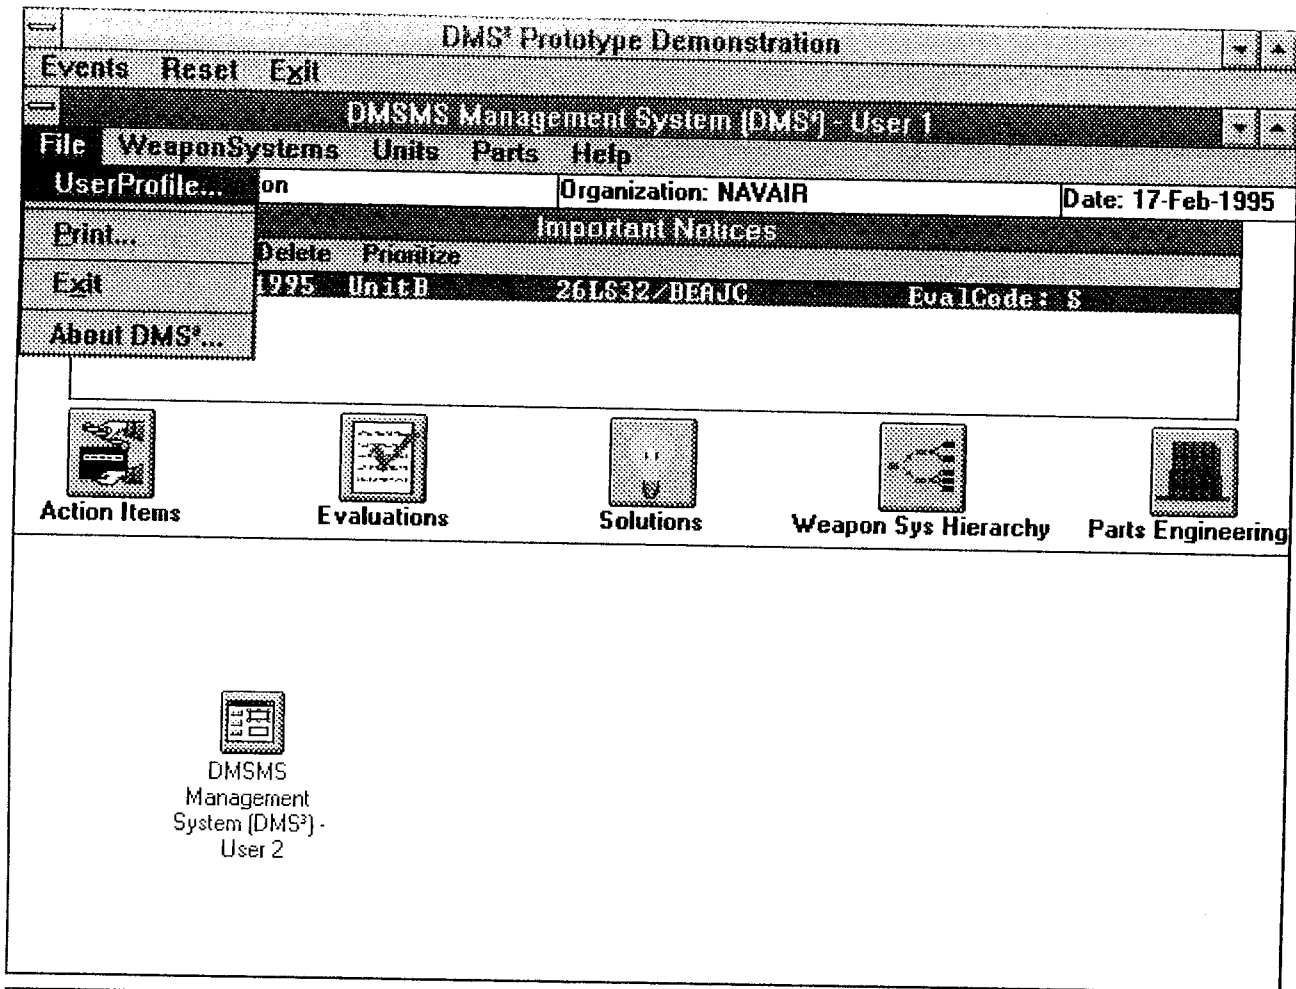 DMS³ Prototype Demonstration
Events Reset Exit
DMSMS Management System (DMS³) - User 1
File WeaponSystems Units Parts Help
UserProfile... on Organization: NAVAIR Date: 17-Feb-1995
Important Notices
Print...
Delete Prioritize
Exit
1995 UnitB 26LS32/BEAJC EvalCode: S
About DMS³...
Action Items
Evaluations
Solutions
Weapon Sys Hierarchy
Parts Engineering
DMSMS
Management
System (DMS³) -
User 2